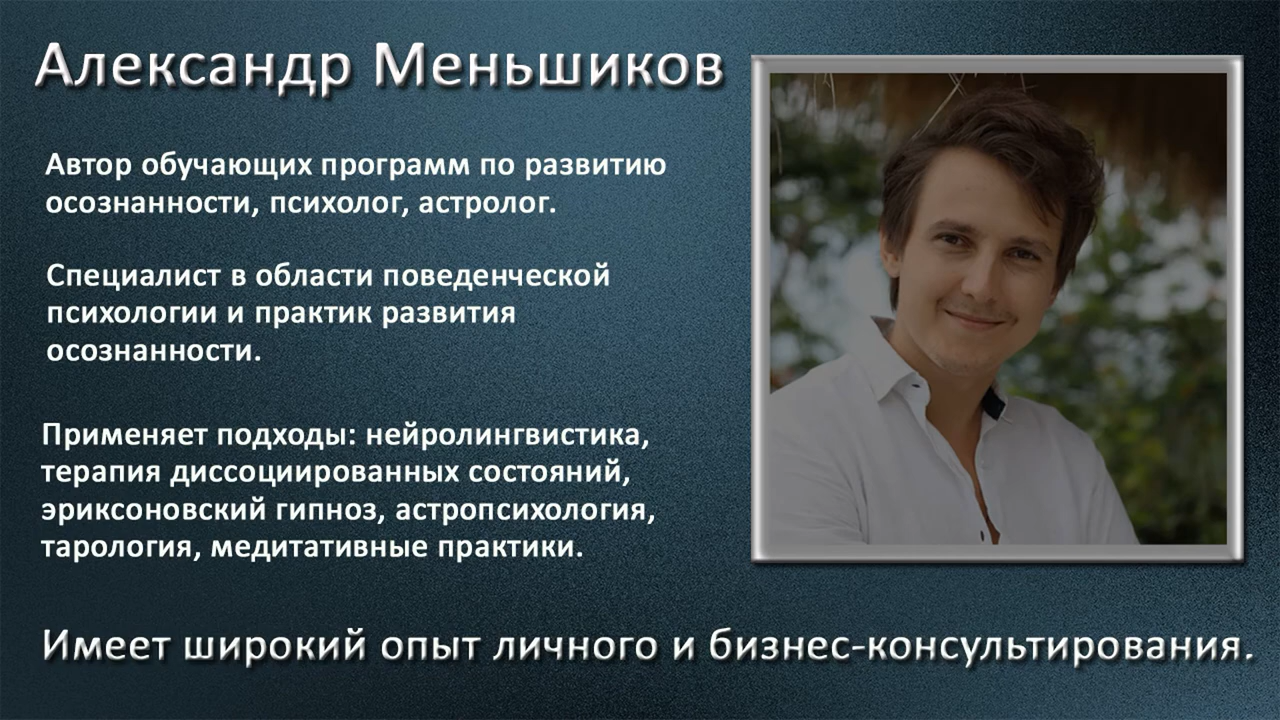 Александр Меньшиков
Автор обучающих программ по развитию
осознанности, психолог, астролог.
Специалист в области поведенческой
психологии и практик развития
осознанности.
Применяет подходы: нейролингвистика,
терапия диссоциированных состояний,
эриксоновский гипноз, астропсихология,
тарология, медитативные практики.
Имеет широкий опыт личного и бизнес-консультирования.